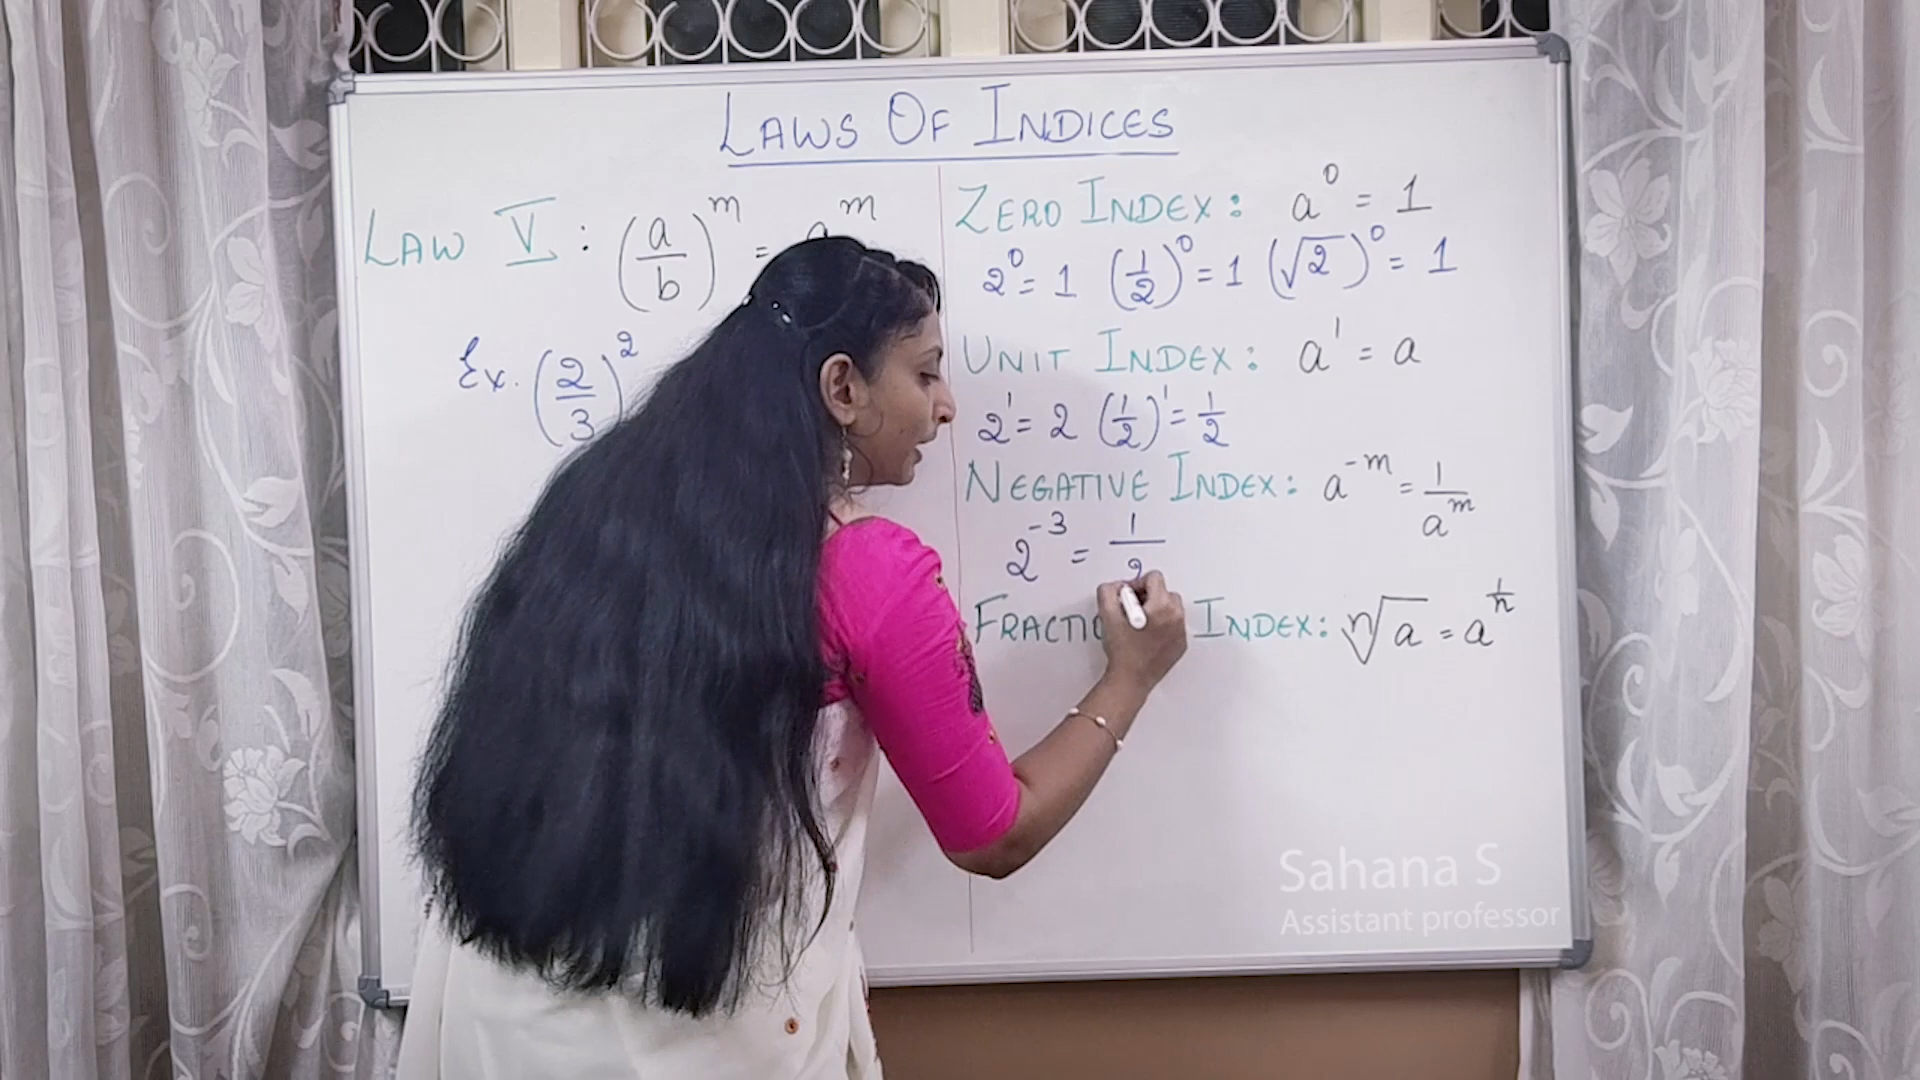 LAWS OF INDICES
LAW V : (a/b)^m = a^m
Ex. (2/3)^2
ZERO INDEX: a^0 = 1
2^0 = 1 (1/2)^0 = 1 (√2)^0 = 1
UNIT INDEX: a^1 = a
2^1 = 2 (1/2)^1 = 1/2
NEGATIVE INDEX: a^-m = 1/a^m
2^-3 = 1/2
INDEX: ⁿ√a = a^1/n
Sahana S
Assistant professor